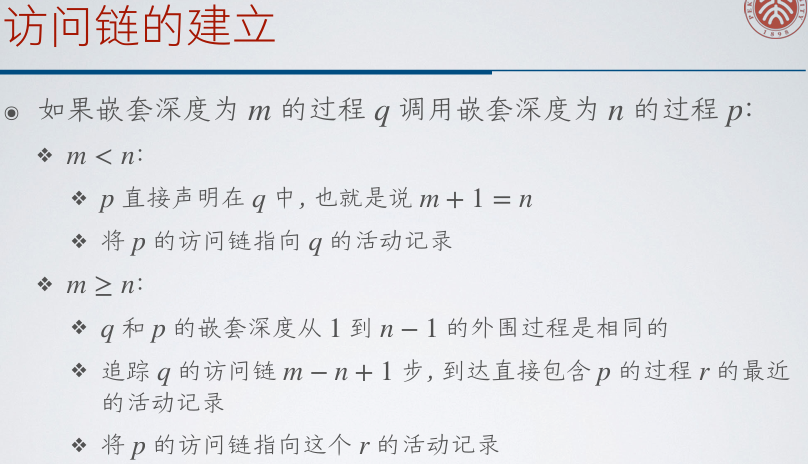 访问链的建立
如果嵌套深度为 m 的过程 q 调用嵌套深度为 n 的过程 p:
m < n:
p 直接声明在 q 中, 也就是说 m + 1 = n
将 p 的访问链指向 q 的活动记录
m ≥ n:
q 和 p 的嵌套深度从 1 到 n − 1 的外围过程是相同的
追踪 q 的访问链 m − n + 1 步, 到达直接包含 p 的过程 r 的最近
的活动记录
将 p 的访问链指向这个 r 的活动记录